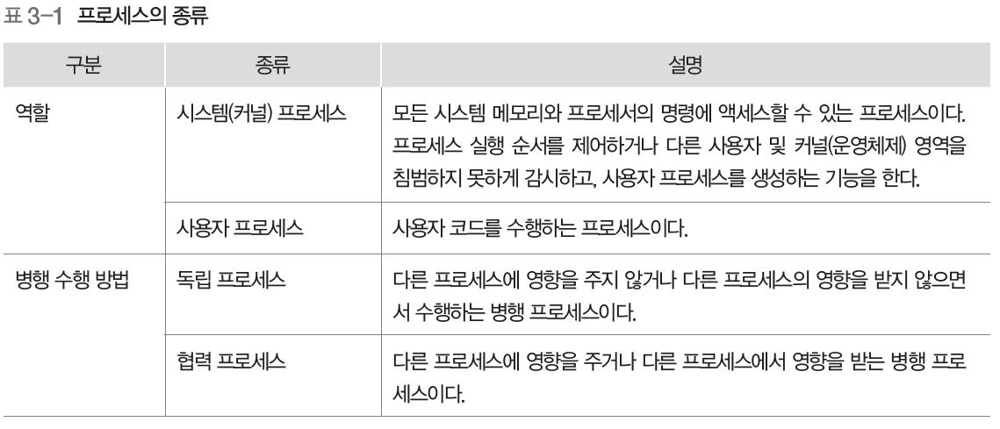 표 3-1 프로세스의 종류
구분 종류 설명
역할 시스템(커널) 프로세스 모든 시스템 메모리와 프로세서의 명령에 액세스할 수 있는 프로세스이다.
프로세스 실행 순서를 제어하거나 다른 사용자 및 커널(운영체제) 영역을
침범하지 못하게 감시하고, 사용자 프로세스를 생성하는 기능을 한다.
사용자 프로세스 사용자 코드를 수행하는 프로세스이다.
병행 수행 방법 독립 프로세스 다른 프로세스에 영향을 주지 않거나 다른 프로세스의 영향을 받지 않으면
서 수행하는 병행 프로세스이다.
협력 프로세스 다른 프로세스에 영향을 주거나 다른 프로세스에서 영향을 받는 병행 프로
세스이다.